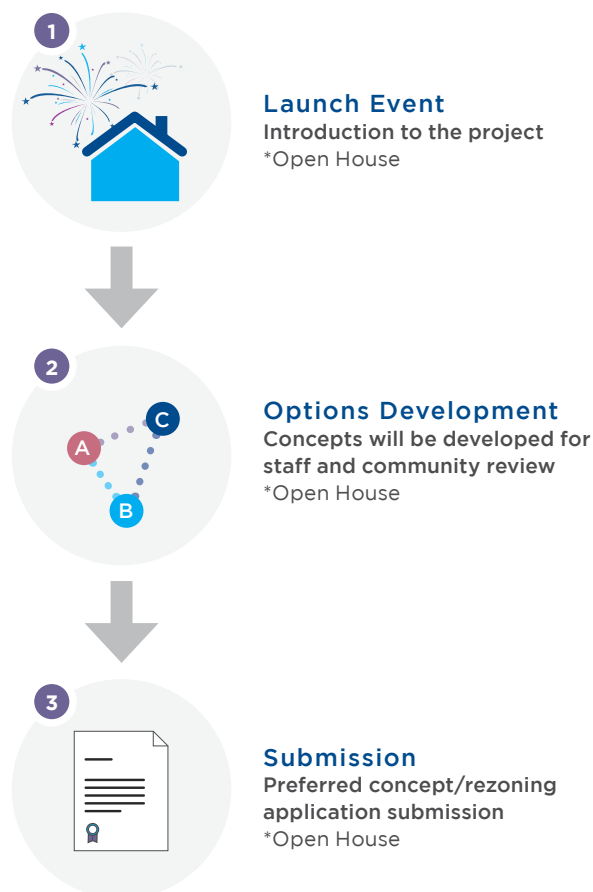 1
Launch Event
Introduction to the project
*Open House
2
A
C
B
Options Development
Concepts will be developed for
staff and community review
*Open House
3
Submission
Preferred concept/rezoning
application submission
*Open House